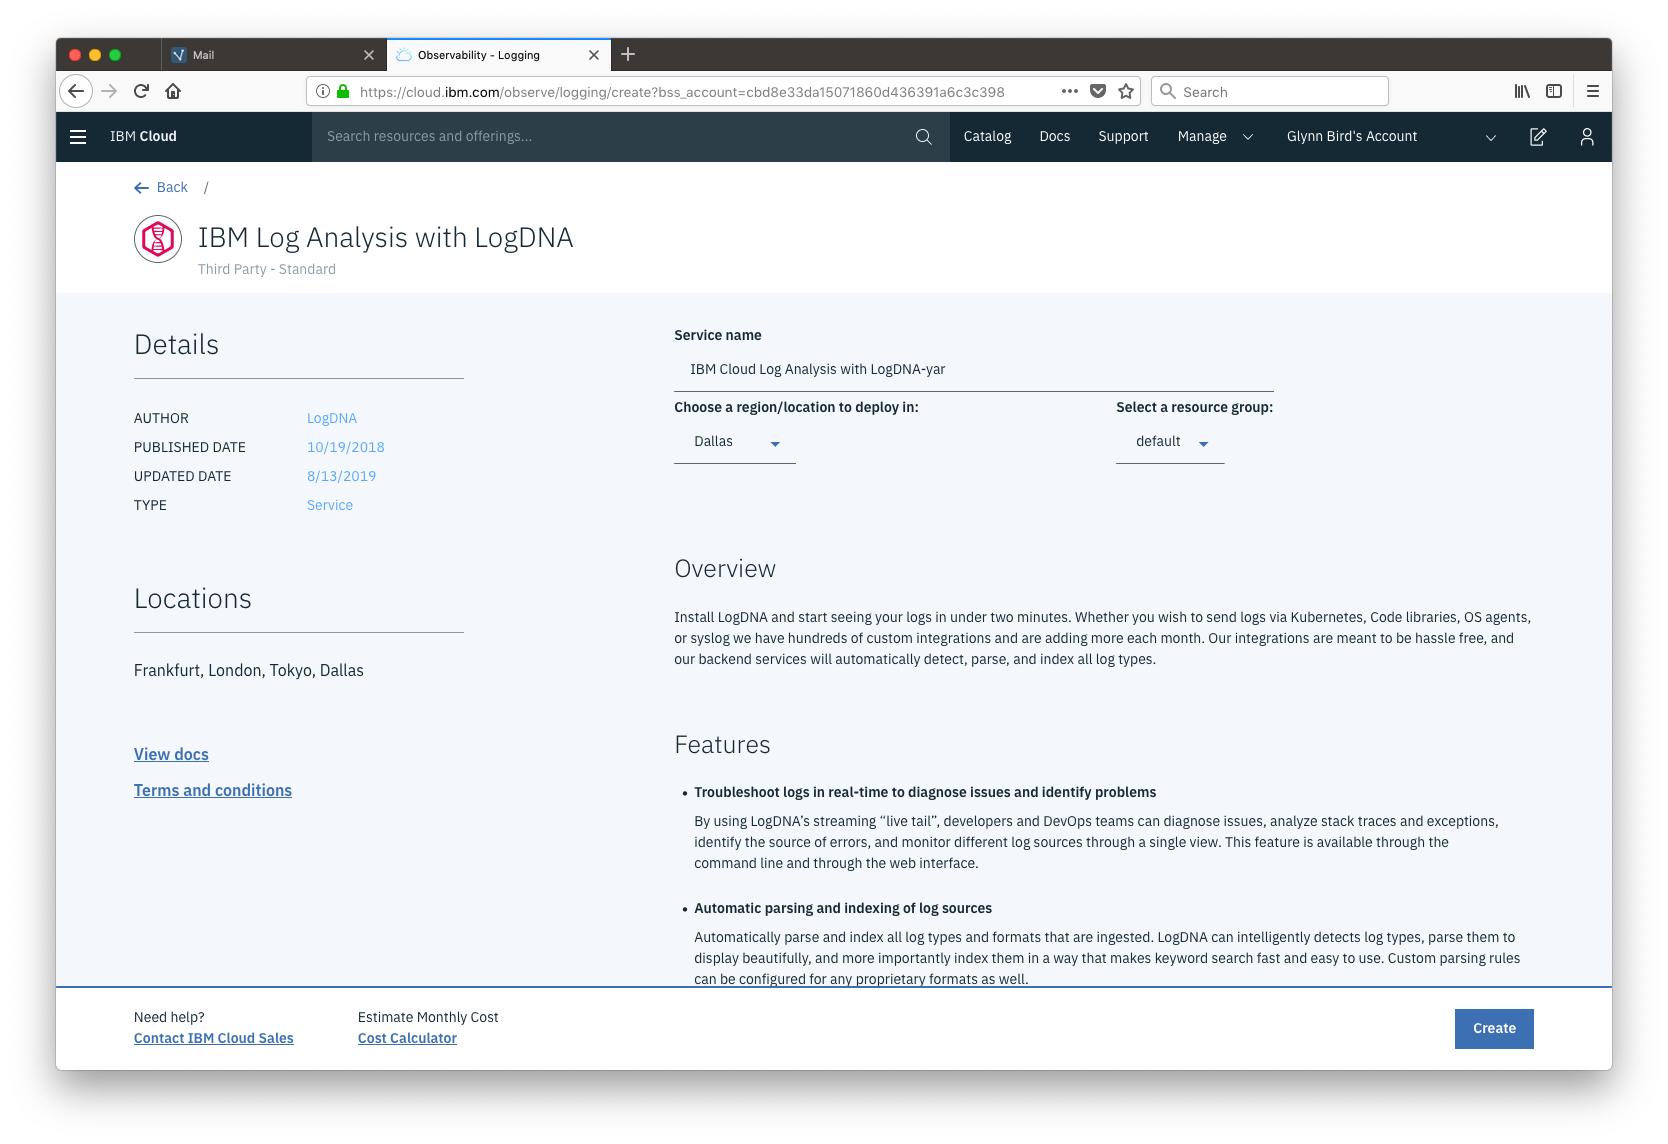 Mail
Observability - Logging
https://cloud.ibm.com/observe/logging/create?bss_account=cbd8e33da15071860d436391a6c3c398
Search
IBM Cloud
Search resources and offerings...
Catalog
Docs
Support
Manage
Glynn Bird's Account
Back /
IBM Log Analysis with LogDNA
Third Party - Standard
Details
AUTHOR LogDNA
PUBLISHED DATE 10/19/2018
UPDATED DATE 8/13/2019
TYPE Service
Locations
Frankfurt, London, Tokyo, Dallas
View docs
Terms and conditions
Service name
IBM Cloud Log Analysis with LogDNA-yar
Choose a region/location to deploy in:
Dallas
Select a resource group:
default
Overview
Install LogDNA and start seeing your logs in under two minutes. Whether you wish to send logs via Kubernetes, Code libraries, OS agents,
or syslog we have hundreds of custom integrations and are adding more each month. Our integrations are meant to be hassle free, and
our backend services will automatically detect, parse, and index all log types.
Features
• Troubleshoot logs in real-time to diagnose issues and identify problems
By using LogDNA’s streaming “live tail”, developers and DevOps teams can diagnose issues, analyze stack traces and exceptions,
identify the source of errors, and monitor different log sources through a single view. This feature is available through the
command line and through the web interface.
• Automatic parsing and indexing of log sources
Automatically parse and index all log types and formats that are ingested. LogDNA can intelligently detects log types, parse them to
display beautifully, and more importantly index them in a way that makes keyword search fast and easy to use. Custom parsing rules
can be configured for any proprietary formats as well.
Need help?
Contact IBM Cloud Sales
Estimate Monthly Cost
Cost Calculator
Create